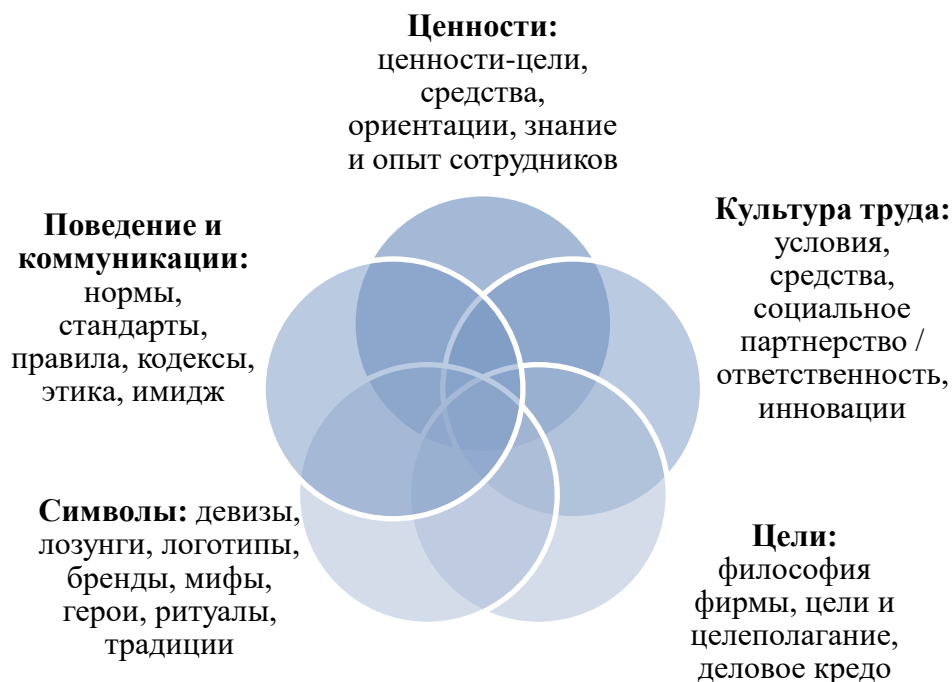 Ценности:
ценности-цели,
средства,
ориентации, знание
и опыт сотрудников
Культура труда:
условия,
средства,
социальное
партнерство /
ответственность,
инновации
Цели:
философия
фирмы, цели и
целеполагание,
деловое кредо
Символы: девизы,
лозунги, логотипы,
бренды, мифы,
герои, ритуалы,
традиции
Поведение и
коммуникации:
нормы,
стандарты,
правила, кодексы,
этика, имидж